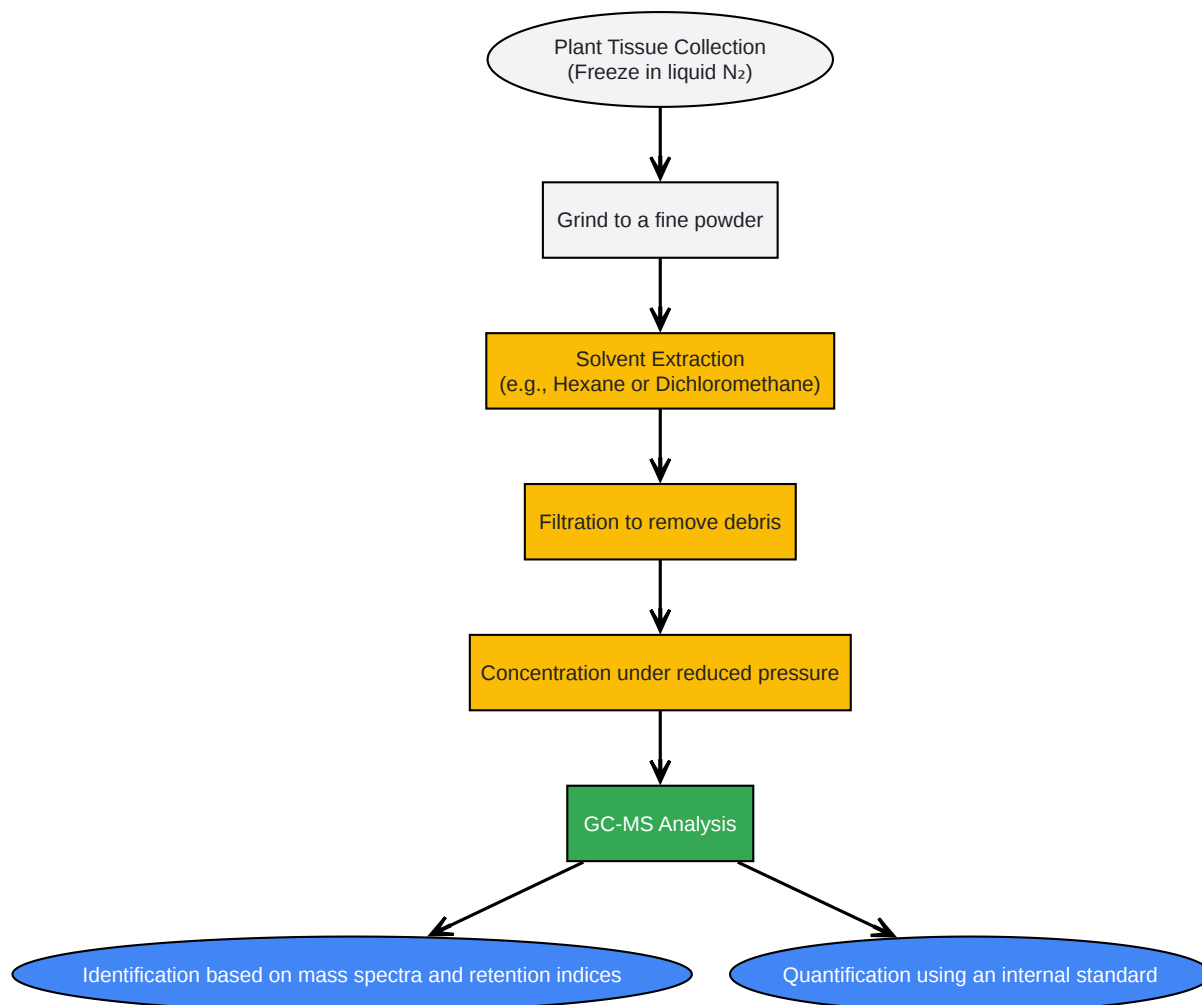 Plant Tissue Collection
(Freeze in liquid N₂)
Grind to a fine powder
Solvent Extraction
(e.g., Hexane or Dichloromethane)
Filtration to remove debris
Concentration under reduced pressure
GC-MS Analysis
Identification based on mass spectra and retention indices
Quantification using an internal standard